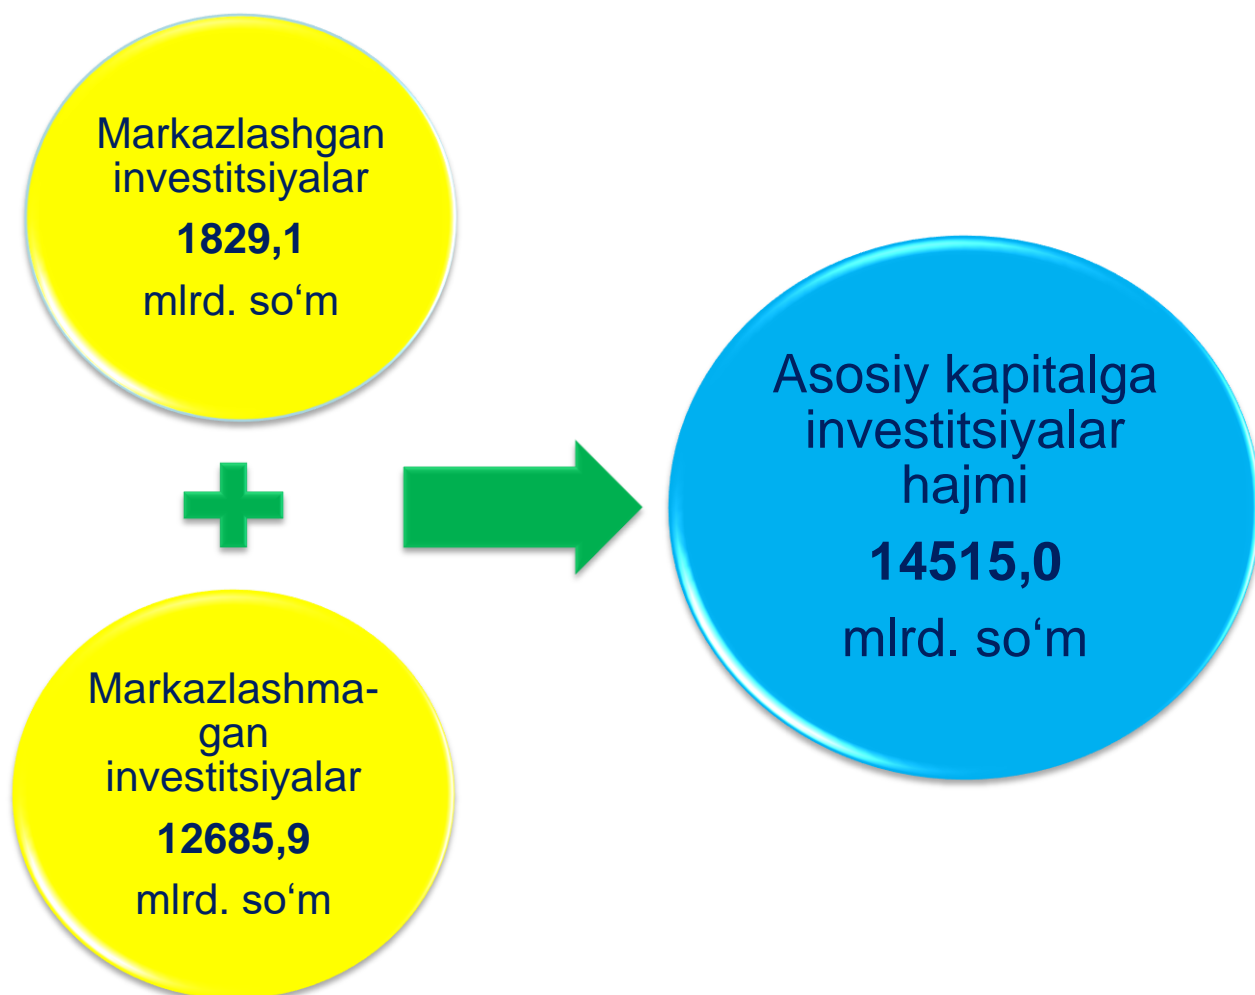 Markazlashgan
investitsiyalar
1829,1
mlrd. so‘m
Markazlashma-
gan
investitsiyalar
12685,9
mlrd. so‘m
Asosiy kapitalga
investitsiyalar
hajmi
14515,0
mlrd. so‘m